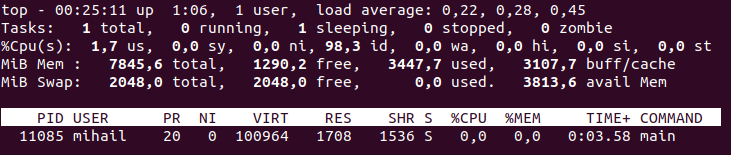 top - 00:25:11 up  1:06,  1 user,  load average: 0,22, 0,28, 0,45
Tasks:   1 total,   0 running,   1 sleeping,   0 stopped,   0 zombie
%Cpu(s):  1,7 us,  0,0 sy,  0,0 ni, 98,3 id,  0,0 wa,  0,0 hi,  0,0 si,  0,0 st
MiB Mem :   7845,6 total,   1290,2 free,   3447,7 used,   3107,7 buff/cache
MiB Swap:   2048,0 total,   2048,0 free,      0,0 used.   3813,6 avail Mem
PID USER      PR  NI    VIRT    RES    SHR S  %CPU  %MEM     TIME+ COMMAND
11085 mihail    20   0  100964   1708   1536 S   0,0   0,0   0:03.58 main